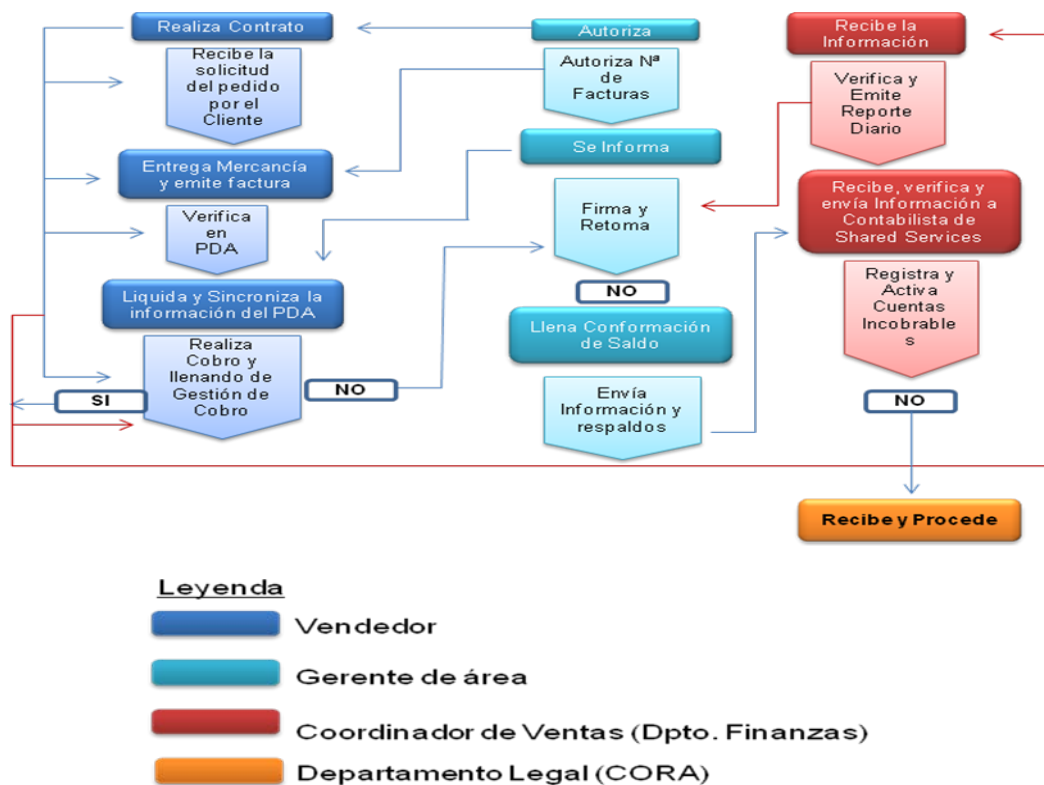 Realiza Contrato
Recibe la
solicitud
del pedido
por el
Cliente
Entrega Mercancía
y emite factura
Verifica
en
PDA
Liquida y Sincroniza la
información del PDA
Realiza
Cobro y
llenando de
Gestión de
Cobro
SI
NO
Autoriza
Autoriza Nª
de
Facturas
Se Informa
Firma y
Retoma
NO
Llena Conformación
de Saldo
Envía
Información y
respaldos
Recibe la
Información
Verifica y
Emite
Reporte
Diario
Recibe, verifica y
envía Información a
Contabilista de
Shared Services
Registra y
Activa
Cuentas
Incobrable
s
NO
Recibe y Procede
Leyenda
Vendedor
Gerente de área
Coordinador de Ventas (Dpto. Finanzas)
Departamento Legal (CORA)